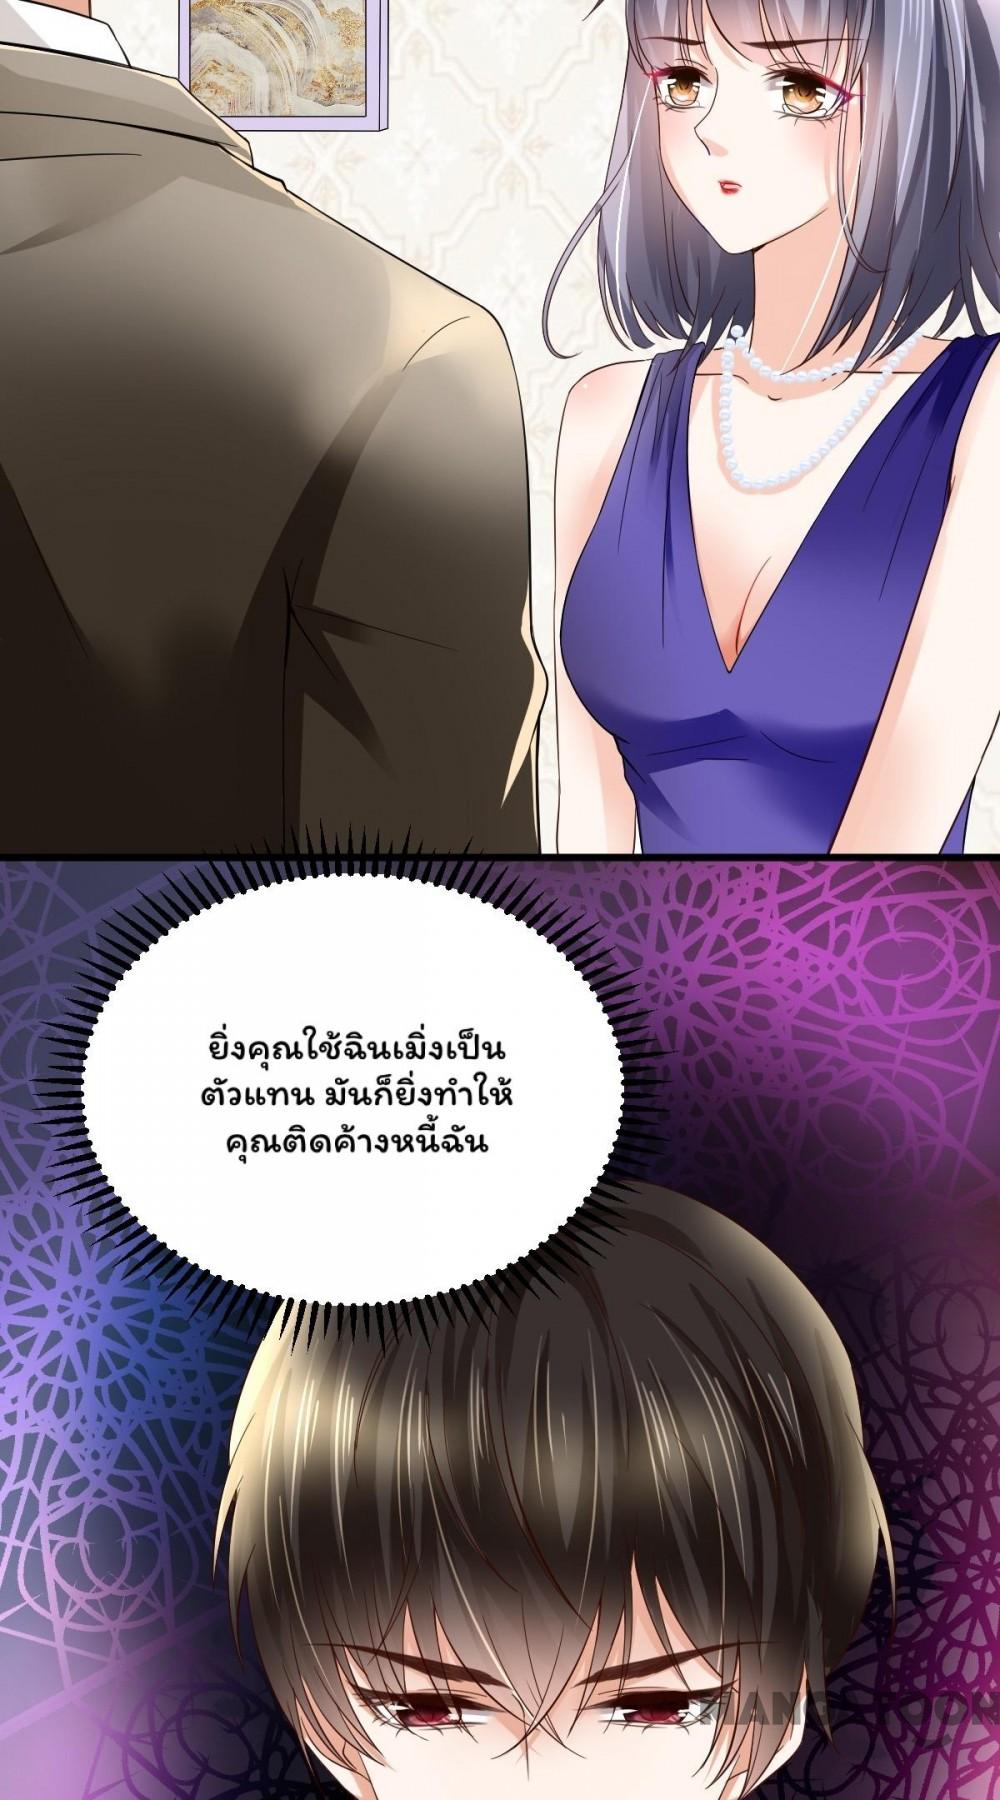 ยิ่งคุณใช้ฉินเมิ่งเป็น
ตัวแทน มันก็ยิ่งทำให้
คุณติดค้างหนี้ฉัน
MANGATOON